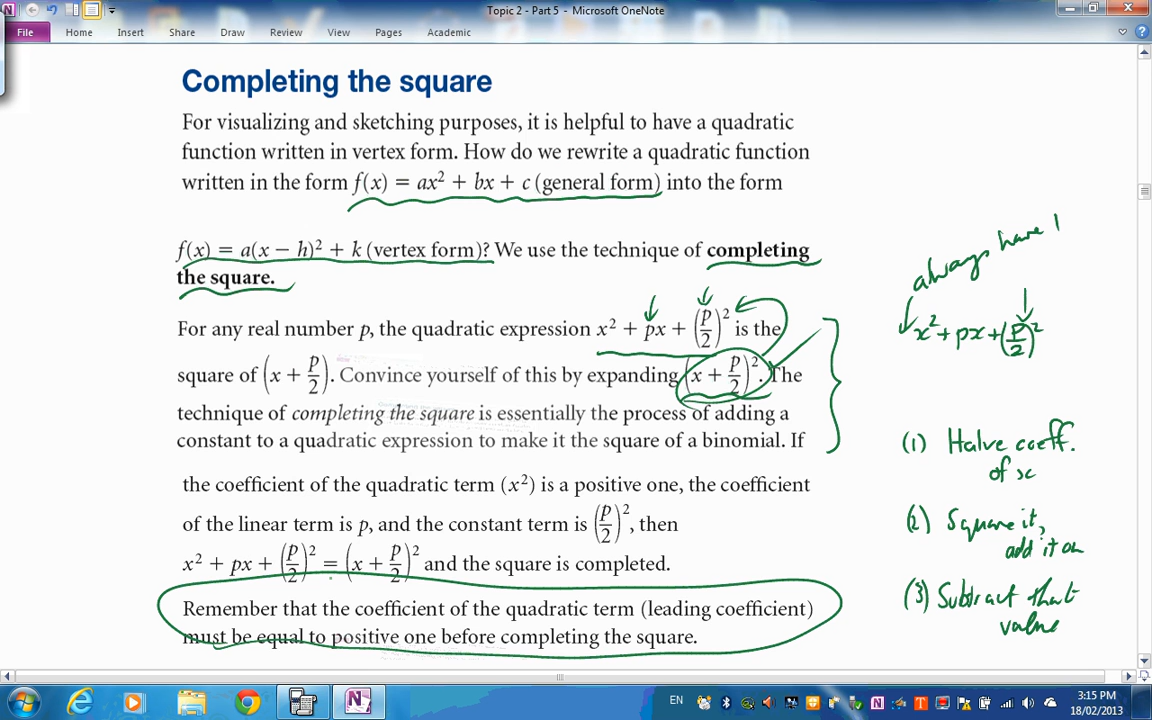 Topic 2 - Part 5 - Microsoft OneNote
File Home Insert Share Draw Review View Pages Academic
Completing the square
For visualizing and sketching purposes, it is helpful to have a quadratic
function written in vertex form. How do we rewrite a quadratic function
written in the form f(x) = ax² + bx + c (general form) into the form
f(x) = a(x − h)² + k (vertex form)? We use the technique of completing
the square.
For any real number p, the quadratic expression x² + px + (p/2)² is the
square of (x + p/2). Convince yourself of this by expanding (x + p/2)². The
technique of completing the square is essentially the process of adding a
constant to a quadratic expression to make it the square of a binomial. If
the coefficient of the quadratic term (x²) is a positive one, the coefficient
of the linear term is p, and the constant term is (p/2)², then
x² + px + (p/2)² = (x + p/2)² and the square is completed.
Remember that the coefficient of the quadratic term (leading coefficient)
must be equal to positive one before completing the square.
always have 1
x² + px + (p/2)²
(1) Halve coeff.
of x
(2) Square it,
add it on
(3) Subtract that
value
EN
3:15 PM
18/02/2013